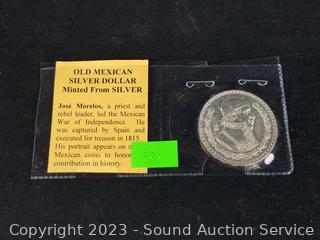 OLD MEXICAN
SILVER DOLLAR
Minted From SILVER
José Morelos, a priest and
rebel leader, led the Mexican
War of Independence. He
was captured by Spain and
executed for treason in 1815.
His portrait appears on
Mexican coins to honor
contribution in history.
Copyright 2023 - Sound Auction Service